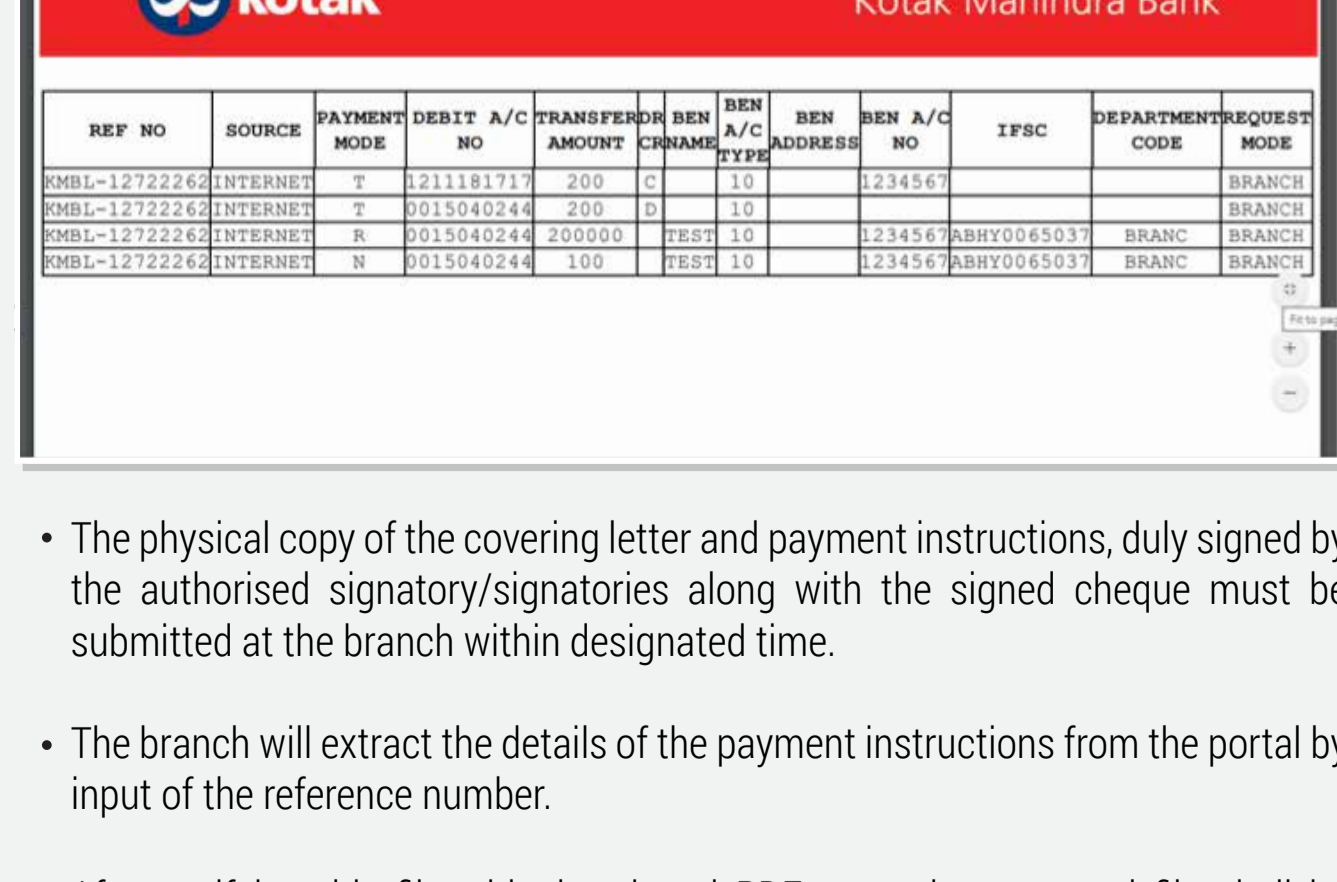 kotak
Kotak Mahindra Bank
REF NO SOURCE PAYMENT MODE DEBIT A/C NO TRANSFER AMOUNT DR CR BEN NAME BEN A/C TYPE BEN ADDRESS BEN A/C NO IFSC DEPARTMENT CODE REQUEST MODE
KMBL-12722262 INTERNET T 1211181717 200 C 10 1234567 BRANCH
KMBL-12722262 INTERNET T 0015040244 200 D 10 BRANCH
KMBL-12722262 INTERNET R 0015040244 200000 TEST 10 1234567 ABHY0065037 BRANC BRANCH
KMBL-12722262 INTERNET N 0015040244 100 TEST 10 1234567 ABHY0065037 BRANC BRANCH
Fit to pag
• The physical copy of the covering letter and payment instructions, duly signed by
the authorised signatory/signatories along with the signed cheque must be
submitted at the branch within designated time.
• The branch will extract the details of the payment instructions from the portal by
input of the reference number.